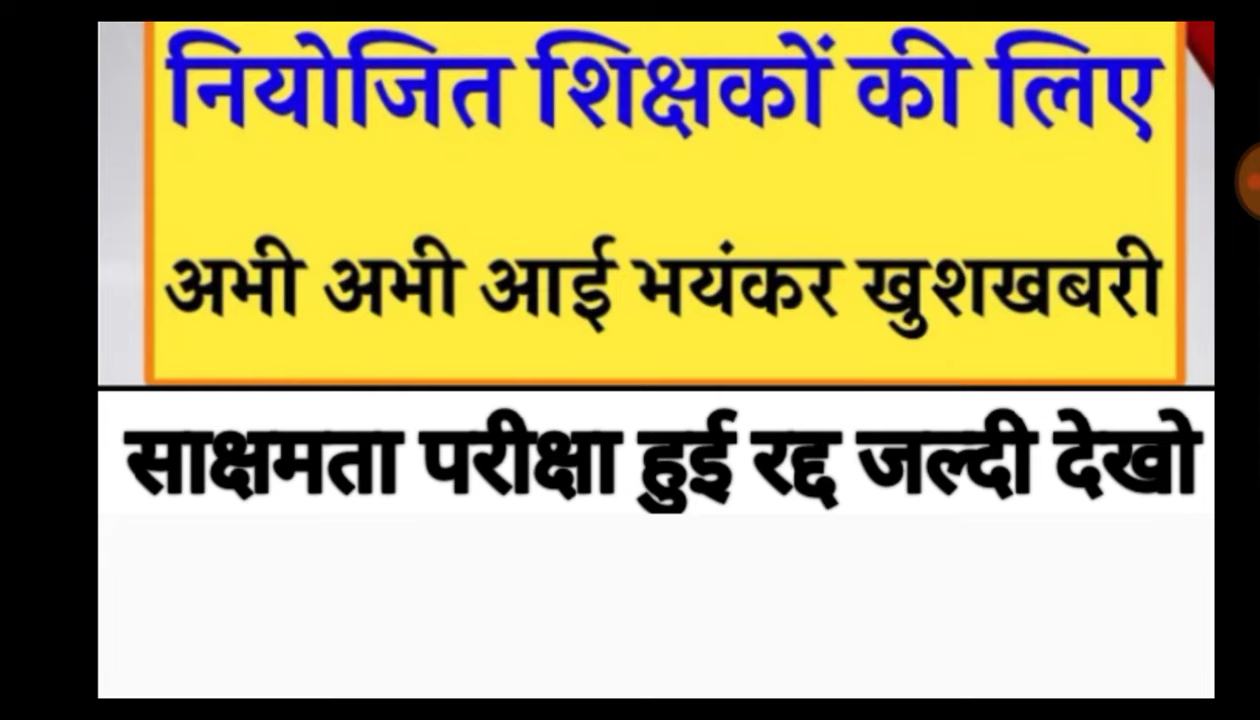 नियोजित शिक्षकों की लिए
अभी अभी आई भयंकर खुशखबरी
साक्षमता परीक्षा हुई रद्द जल्दी देखो